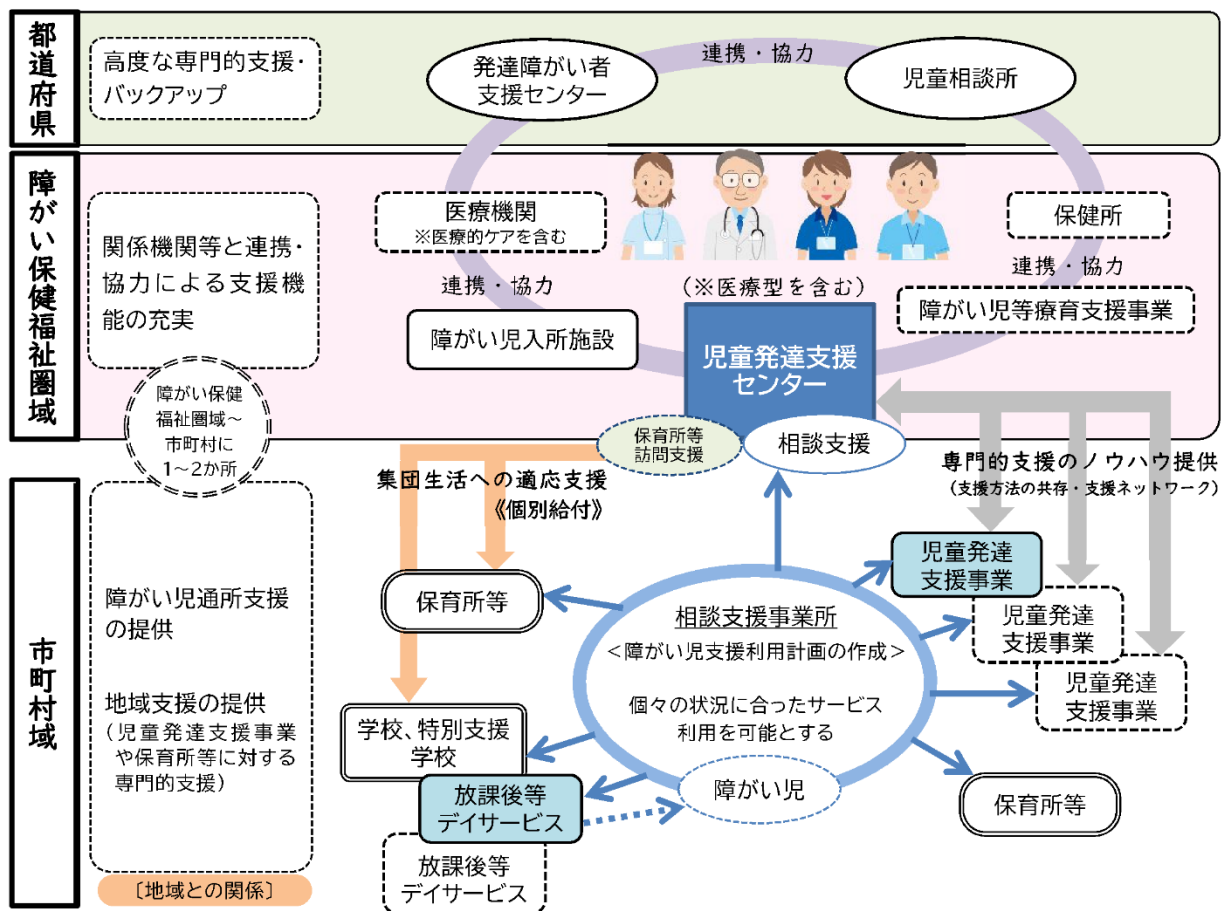 都道府県
高度な専門的支援・
バックアップ
発達障がい者
支援センター
連携・協力
児童相談所
障がい保健福祉圏域
関係機関等と連携・
協力による支援機
能の充実
医療機関
※医療的ケアを含む
保健所
連携・協力
連携・協力
(※医療型を含む)
障がい児入所施設
障がい児等療育支援事業
児童発達支援
センター
障がい保健
福祉圏域~
市町村に
1~2か所
保育所等
訪問支援
相談支援
集団生活への適応支援
《個別給付》
専門的支援のノウハウ提供
(支援方法の共存・支援ネットワーク)
市町村域
障がい児通所支援
の提供
地域支援の提供
(児童発達支援事業
や保育所等に対する
専門的支援)
〔地域との関係〕
保育所等
相談支援事業所
<障がい児支援利用計画の作成>
個々の状況に合ったサービス
利用を可能とする
障がい児
児童発達
支援事業
児童発達
支援事業
児童発達
支援事業
学校、特別支援
学校
放課後等
デイサービス
放課後等
デイサービス
保育所等